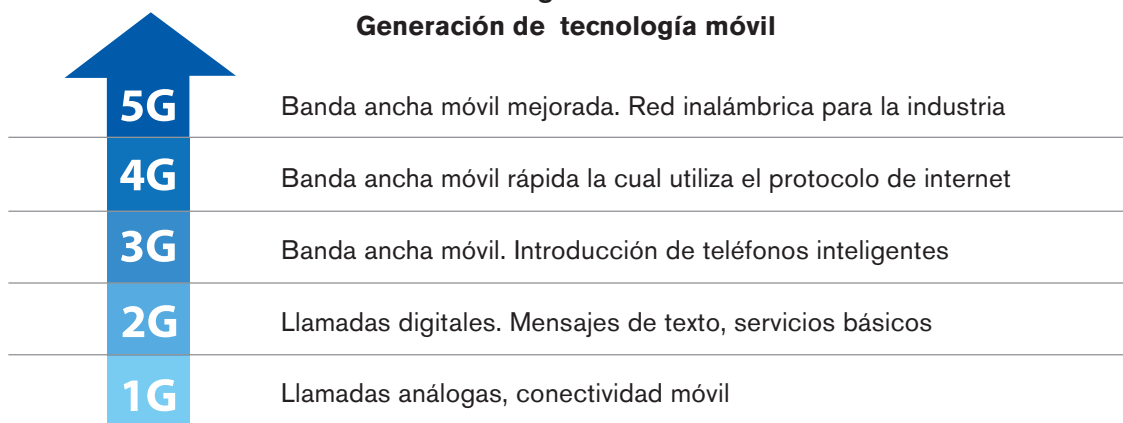 Generación de tecnología móvil
5G Banda ancha móvil mejorada. Red inalámbrica para la industria
4G Banda ancha móvil rápida la cual utiliza el protocolo de internet
3G Banda ancha móvil. Introducción de teléfonos inteligentes
2G Llamadas digitales. Mensajes de texto, servicios básicos
1G Llamadas análogas, conectividad móvil